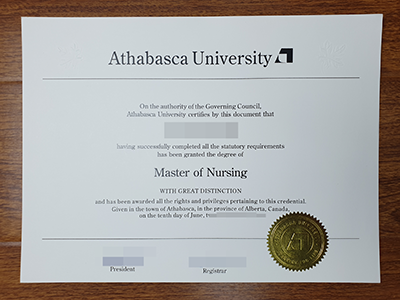 Athabasca University
On the authority of the Governing Council,
Athabasca University certifies by this document that
having successfully completed all the statutory requirements
has been granted the degree of
Master of Nursing
WITH GREAT DISTINCTION
and has been awarded all the rights and privileges pertaining to this credential.
Given in the town of Athabasca, in the province of Alberta, Canada,
on the tenth day of June,
President
Registrar